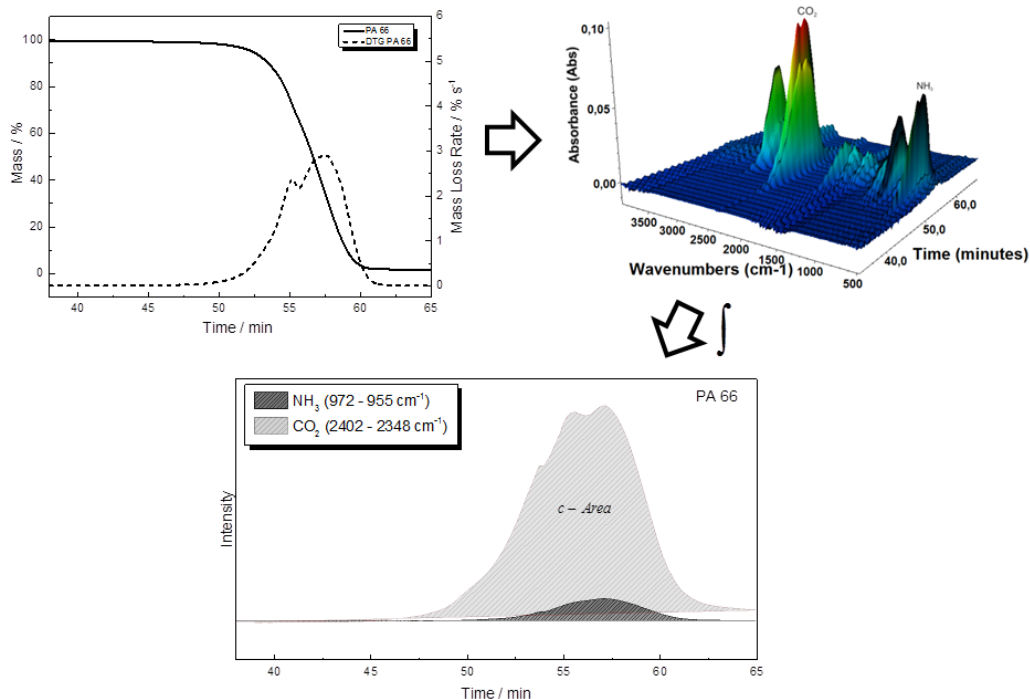 PA 66
DTG PA 66
Mass / %
100
80
60
40
20
0
6
5
4
3
2
1
0
Mass Loss Rate / % s⁻¹
40
45
50
55
60
65
Time / min
Absorbance (Abs)
0,10
0,05
0,00
CO₂
NH₃
3500
3000
2500
2000
1500
1000
500
Wavenumbers (cm-1)
40,0
50,0
60,0
Time (minutes)
∫
NH₃ (972 - 955 cm⁻¹)
CO₂ (2402 - 2348 cm⁻¹)
PA 66
c – Area
Intensity
40
45
50
55
60
65
Time / min